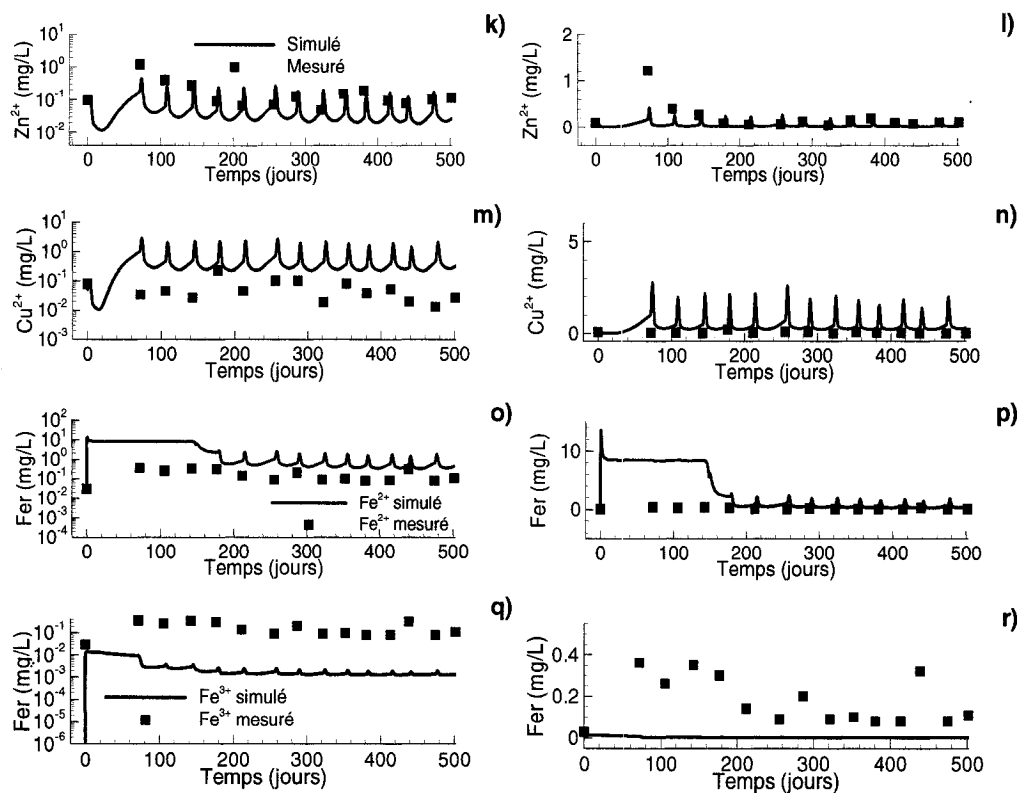 k)
Zn²⁺ (mg/L)
10¹
10⁰
10⁻¹
10⁻²
Simulé
Mesuré
0 100 200 300 400 500
Temps (jours)
l)
Zn²⁺ (mg/L)
2
1
0
0 100 200 300 400 500
Temps (jours)
m)
Cu²⁺ (mg/L)
10¹
10⁰
10⁻¹
10⁻²
10⁻³
0 100 200 300 400 500
Temps (jours)
n)
Cu²⁺ (mg/L)
5
0
0 100 200 300 400 500
Temps (jours)
o)
Fer (mg/L)
10²
10¹
10⁰
10⁻¹
10⁻²
10⁻³
10⁻⁴
Fe²⁺ simulé
Fe²⁺ mesuré
0 100 200 300 400 500
Temps (jours)
p)
Fer (mg/L)
10
0
0 100 200 300 400 500
Temps (jours)
q)
Fer (mg/L)
10⁻¹
10⁻²
10⁻³
10⁻⁴
10⁻⁵
10⁻⁶
Fe³⁺ simulé
Fe³⁺ mesuré
0 100 200 300 400 500
Temps (jours)
r)
Fer (mg/L)
0.4
0.2
0
0 100 200 300 400 500
Temps (jours)